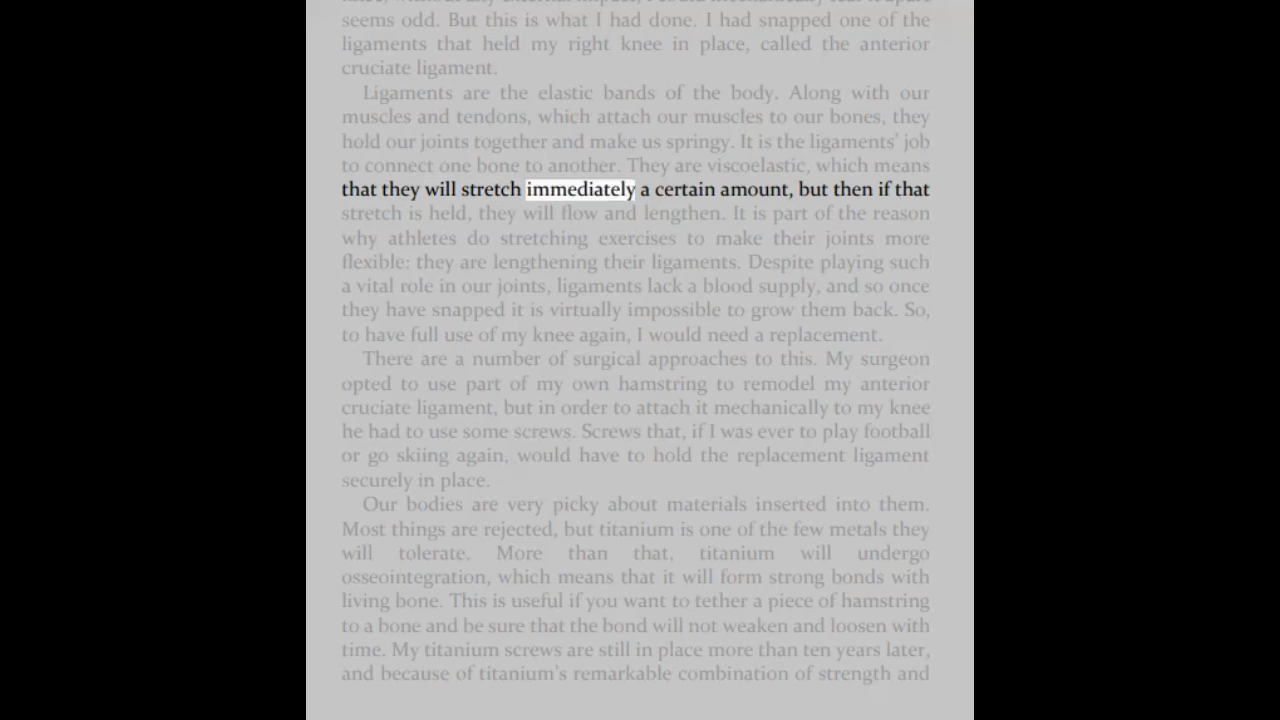 seems odd. But this is what I had done. I had snapped one of the
ligaments that held my right knee in place, called the anterior
cruciate ligament.
Ligaments are the elastic bands of the body. Along with our
muscles and tendons, which attach our muscles to our bones, they
hold our joints together and make us springy. It is the ligaments' job
to connect one bone to another. They are viscoelastic, which means
that they will stretch immediately a certain amount, but then if that
stretch is held, they will flow and lengthen. It is part of the reason
why athletes do stretching exercises to make their joints more
flexible: they are lengthening their ligaments. Despite playing such
a vital role in our joints, ligaments lack a blood supply, and so once
they have snapped it is virtually impossible to grow them back. So,
to have full use of my knee again, I would need a replacement.
There are a number of surgical approaches to this. My surgeon
opted to use part of my own hamstring to remodel my anterior
cruciate ligament, but in order to attach it mechanically to my knee
he had to use some screws. Screws that, if I was ever to play football
or go skiing again, would have to hold the replacement ligament
securely in place.
Our bodies are very picky about materials inserted into them.
Most things are rejected, but titanium is one of the few metals they
will tolerate. More than that, titanium will undergo
osseointegration, which means that it will form strong bonds with
living bone. This is useful if you want to tether a piece of hamstring
to a bone and be sure that the bond will not weaken and loosen with
time. My titanium screws are still in place more than ten years later,
and because of titanium's remarkable combination of strength and